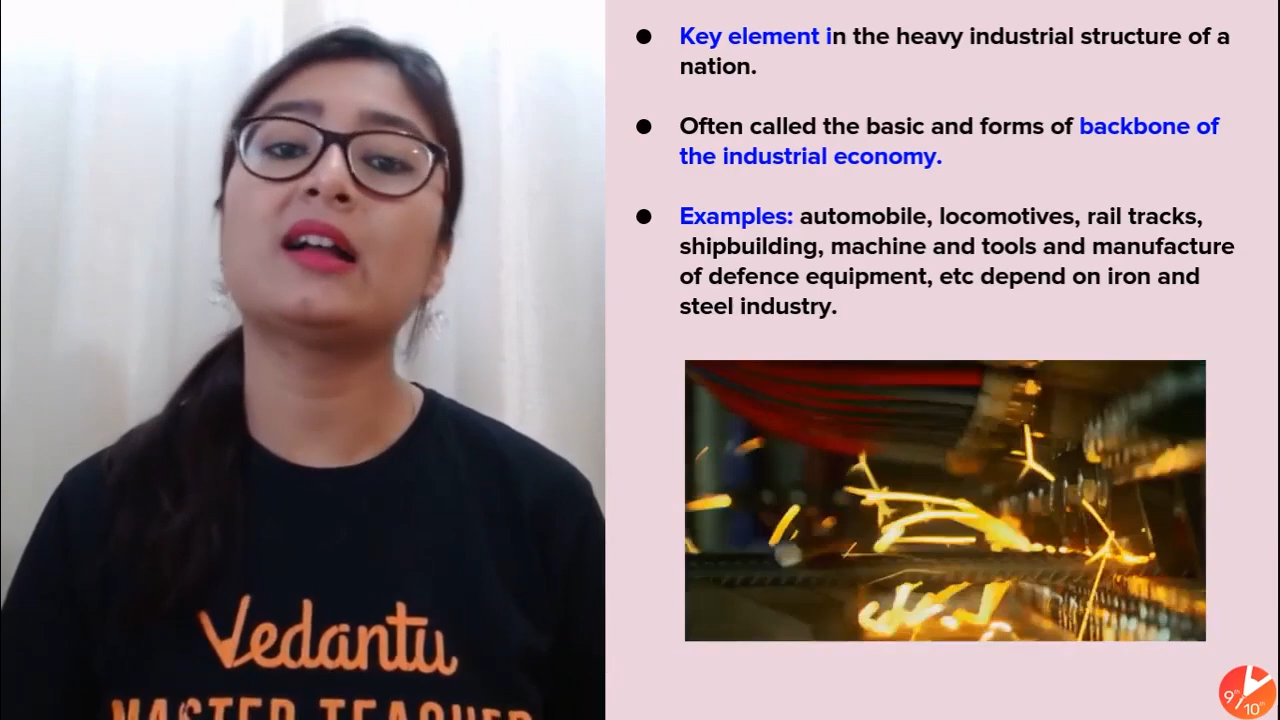 Key element in the heavy industrial structure of a
nation.
Often called the basic and forms of backbone of
the industrial economy.
Examples: automobile, locomotives, rail tracks,
shipbuilding, machine and tools and manufacture
of defence equipment, etc depend on iron and
steel industry.
Vedantu
MASTER TEACHER
9th/10th